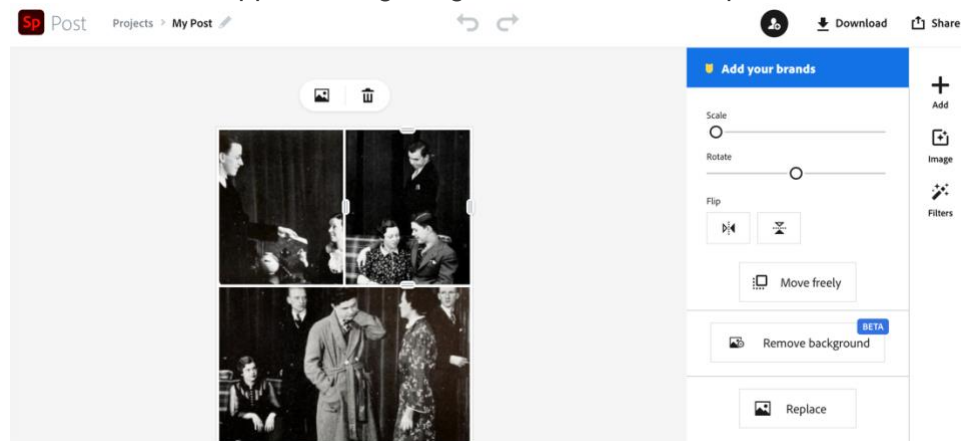 Sp Post Projects > My Post Download Share
Add your brands
Add
Scale
Rotate
Image
Flip
Filters
Move freely
BETA
Remove background
Replace